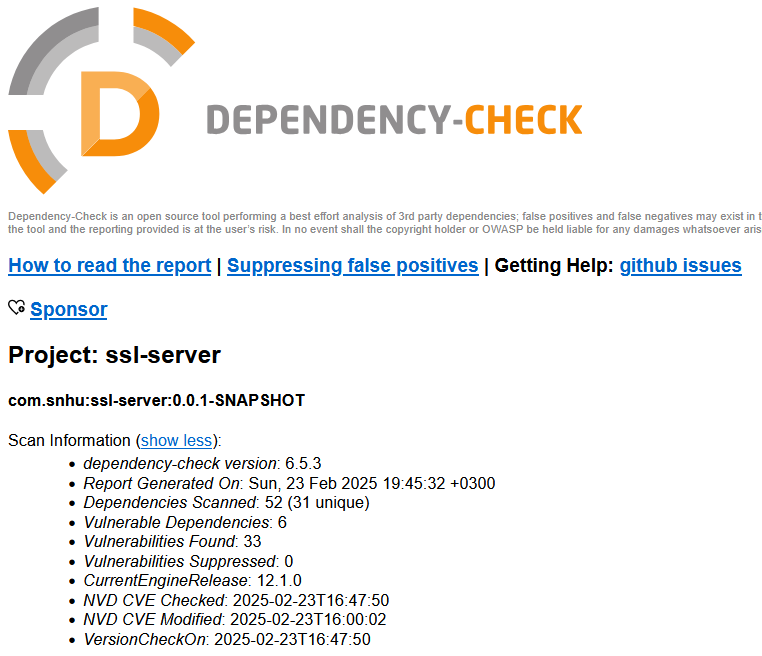 DEPENDENCY-CHECK
Dependency-Check is an open source tool performing a best effort analysis of 3rd party dependencies; false positives and false negatives may exist in t
the tool and the reporting provided is at the user's risk. In no event shall the copyright holder or OWASP be held liable for any damages whatsoever aris
How to read the report | Suppressing false positives | Getting Help: github issues
Sponsor
Project: ssl-server
com.snhu:ssl-server:0.0.1-SNAPSHOT
Scan Information (show less):
• dependency-check version: 6.5.3
• Report Generated On: Sun, 23 Feb 2025 19:45:32 +0300
• Dependencies Scanned: 52 (31 unique)
• Vulnerable Dependencies: 6
• Vulnerabilities Found: 33
• Vulnerabilities Suppressed: 0
• CurrentEngineRelease: 12.1.0
• NVD CVE Checked: 2025-02-23T16:47:50
• NVD CVE Modified: 2025-02-23T16:00:02
• VersionCheckOn: 2025-02-23T16:47:50